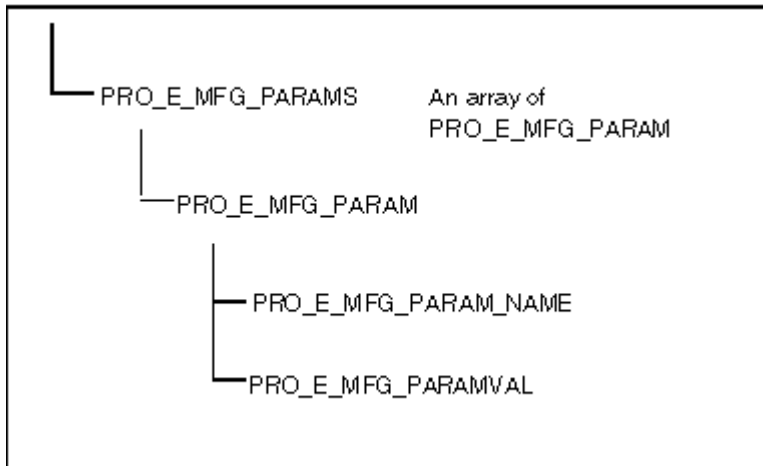 PRO_E_MFG_PARAMS An array of
PRO_E_MFG_PARAM
PRO_E_MFG_PARAM
PRO_E_MFG_PARAM_NAME
PRO_E_MFG_PARAMVAL